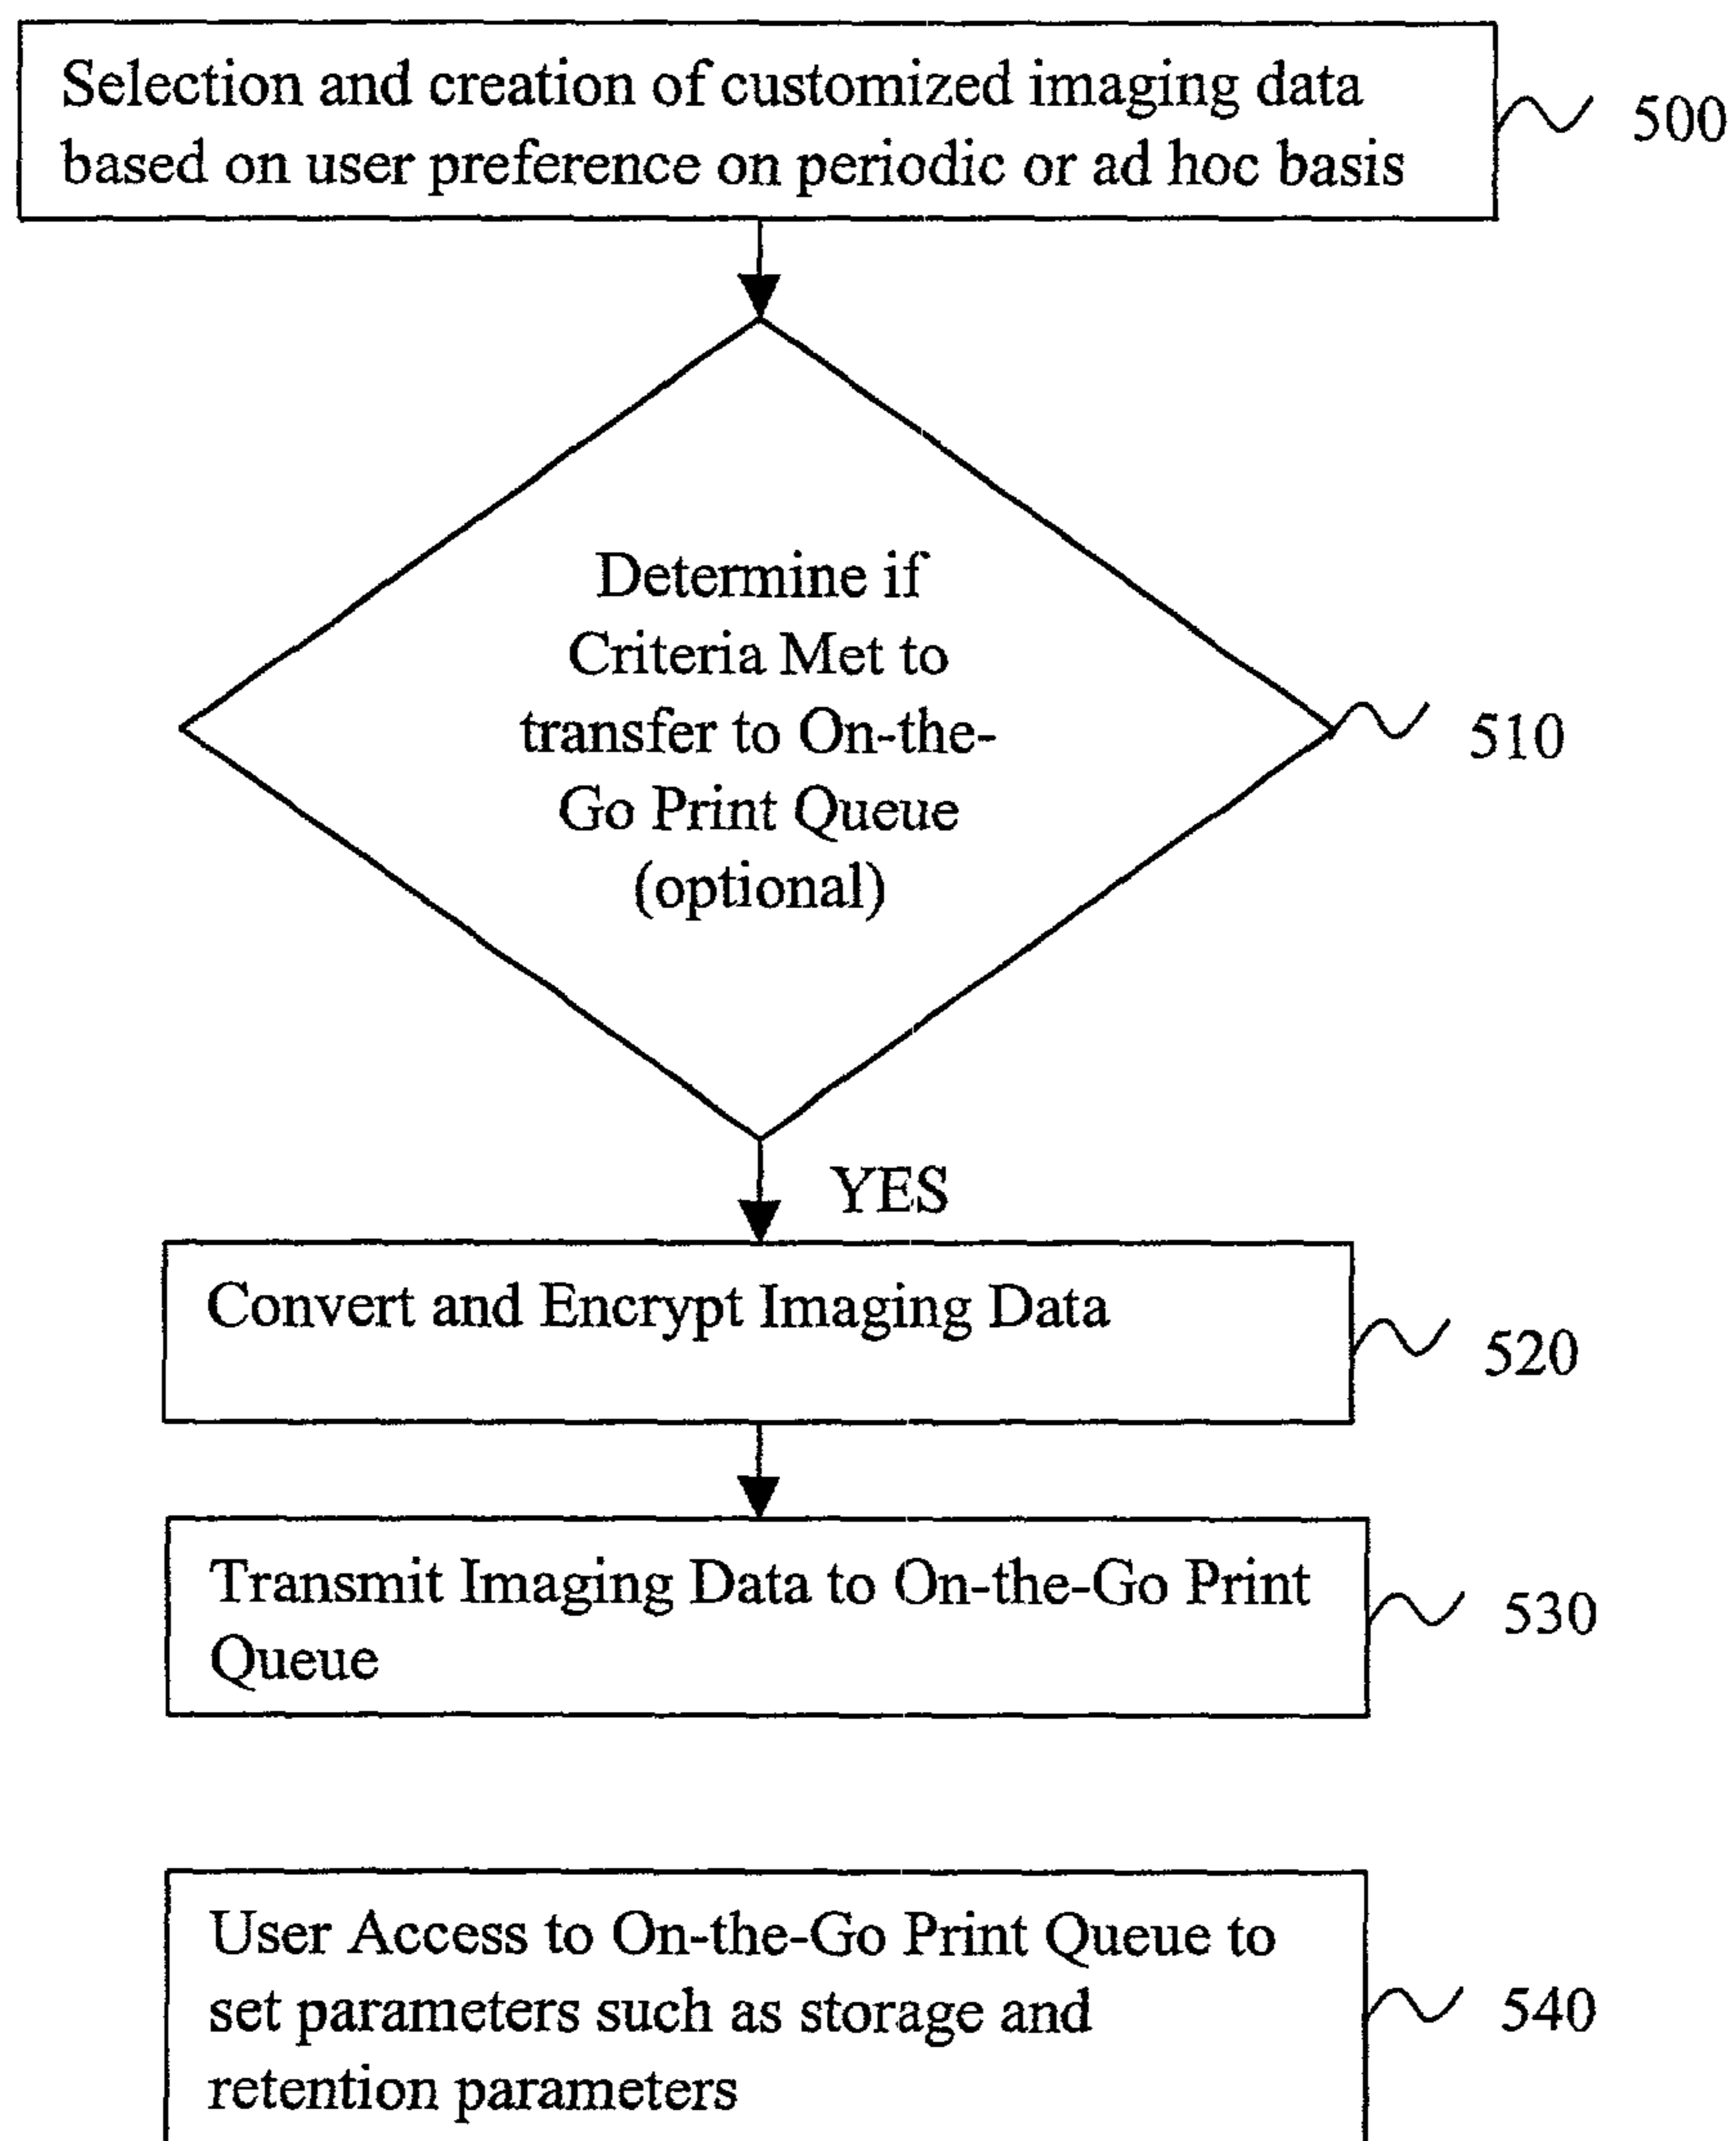 Selection and creation of customized imaging data
based on user preference on periodic or ad hoc basis
500
Determine if
Criteria Met to
transfer to On-the-
Go Print Queue
(optional)
510
YES
Convert and Encrypt Imaging Data
520
Transmit Imaging Data to On-the-Go Print
Queue
530
User Access to On-the-Go Print Queue to
set parameters such as storage and
retention parameters
540